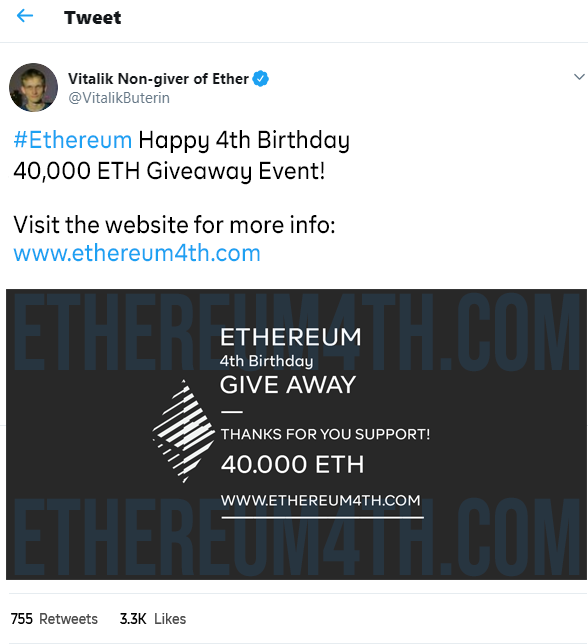 Tweet
Vitalik Non-giver of Ether
@VitalikButerin
#Ethereum Happy 4th Birthday
40,000 ETH Giveaway Event!
Visit the website for more info:
www.ethereum4th.com
ETHEREUM4TH.COM
ETHEREUM
4th Birthday
GIVE AWAY
THANKS FOR YOU SUPPORT!
40.000 ETH
WWW.ETHEREUM4TH.COM
ETHEREUM4TH.COM
755 Retweets 3.3K Likes